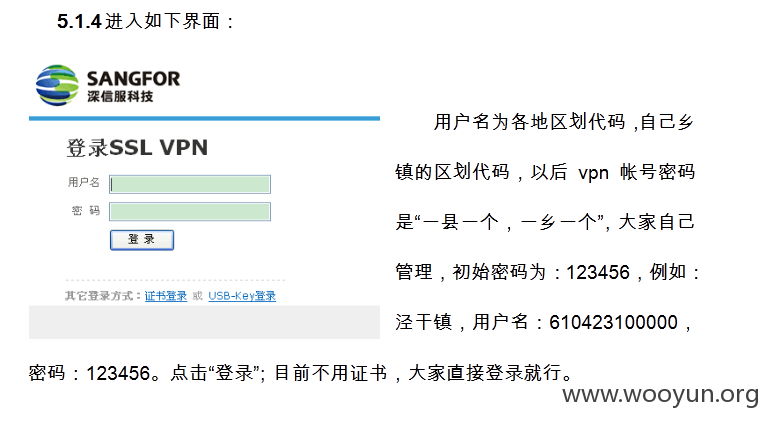 5.1.4进入如下界面：
SANGFOR
深信服科技
登录SSL VPN
用户名
密 码
登 录
其它登录方式：证书登录 或 USB-Key登录
用户名为各地区划代码，自己乡
镇的区划代码，以后 vpn 帐号密码
是“一县一个，一乡一个”，大家自己
管理，初始密码为：123456，例如：
泾干镇，用户名：610423100000，
密码：123456。点击“登录”；目前不用证书，大家直接登录就行。
www.wooyun.org